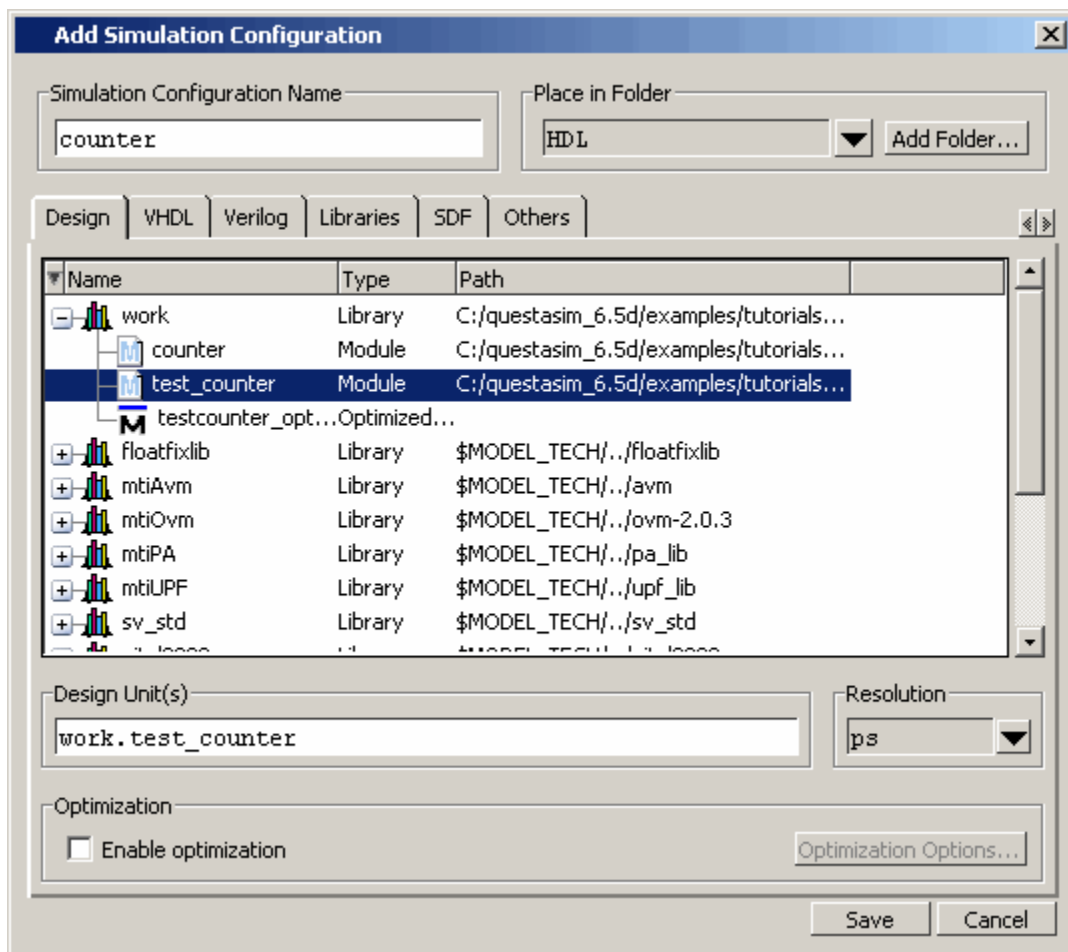 Add Simulation Configuration
Simulation Configuration Name
Place in Folder
counter
HDL
Add Folder...
Design VHDL Verilog Libraries SDF Others
Name Type Path
work Library C:/questasim_6.5d/examples/tutorials...
counter Module C:/questasim_6.5d/examples/tutorials...
test_counter Module C:/questasim_6.5d/examples/tutorials...
testcounter_opt...Optimized...
floatfixlib Library $MODEL_TECH/../floatfixlib
mtiAvm Library $MODEL_TECH/../avm
mtiOvm Library $MODEL_TECH/../ovm-2.0.3
mtiPA Library $MODEL_TECH/../pa_lib
mtiUPF Library $MODEL_TECH/../upf_lib
sv_std Library $MODEL_TECH/../sv_std
Design Unit(s)
Resolution
work.test_counter
ps
Optimization
Enable optimization
Optimization Options...
Save Cancel